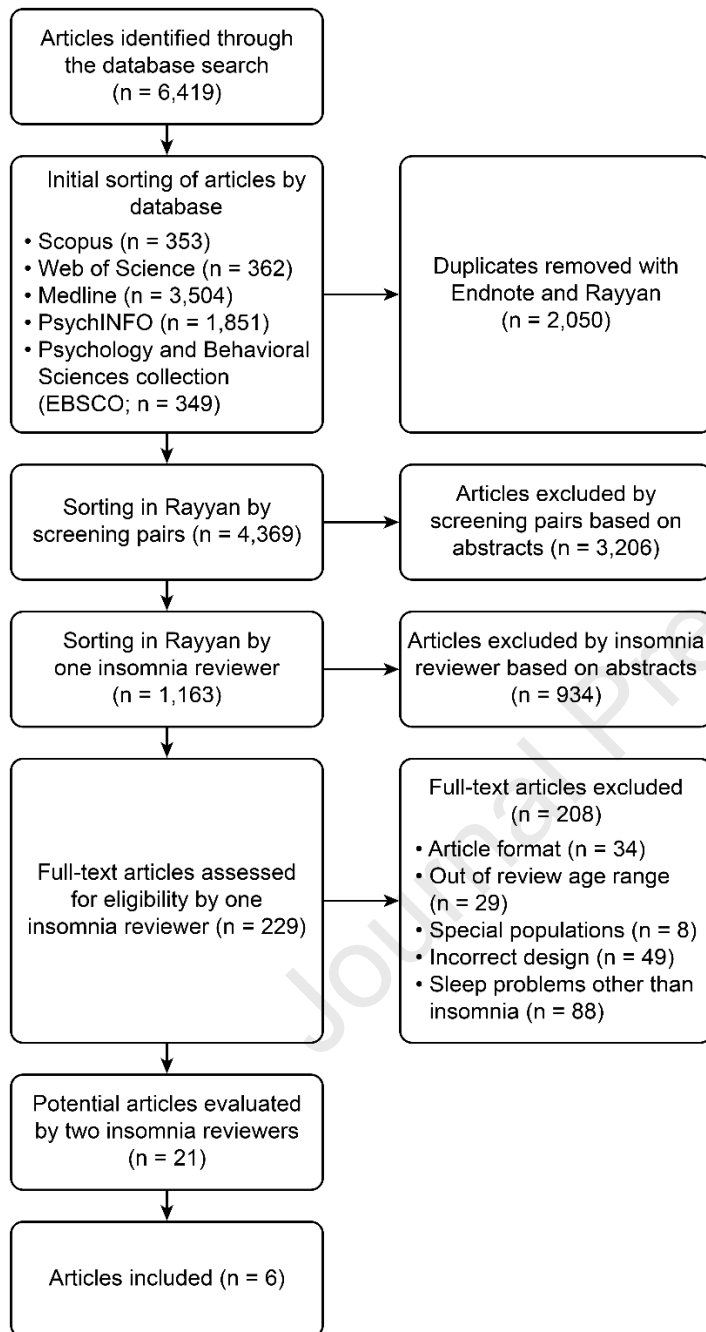 Articles identified through
the database search
(n = 6,419)
Initial sorting of articles by
database
• Scopus (n = 353)
• Web of Science (n = 362)
• Medline (n = 3,504)
• PsychINFO (n = 1,851)
• Psychology and Behavioral
Sciences collection
(EBSCO; n = 349)
Duplicates removed with
Endnote and Rayyan
(n = 2,050)
Sorting in Rayyan by
screening pairs (n = 4,369)
Articles excluded by
screening pairs based on
abstracts (n = 3,206)
Sorting in Rayyan by
one insomnia reviewer
(n = 1,163)
Articles excluded by insomnia
reviewer based on abstracts
(n = 934)
Full-text articles assessed
for eligibility by one
insomnia reviewer (n = 229)
Full-text articles excluded
(n = 208)
• Article format (n = 34)
• Out of review age range
(n = 29)
• Special populations (n = 8)
• Incorrect design (n = 49)
• Sleep problems other than
insomnia (n = 88)
Potential articles evaluated
by two insomnia reviewers
(n = 21)
Articles included (n = 6)
Journal Pre